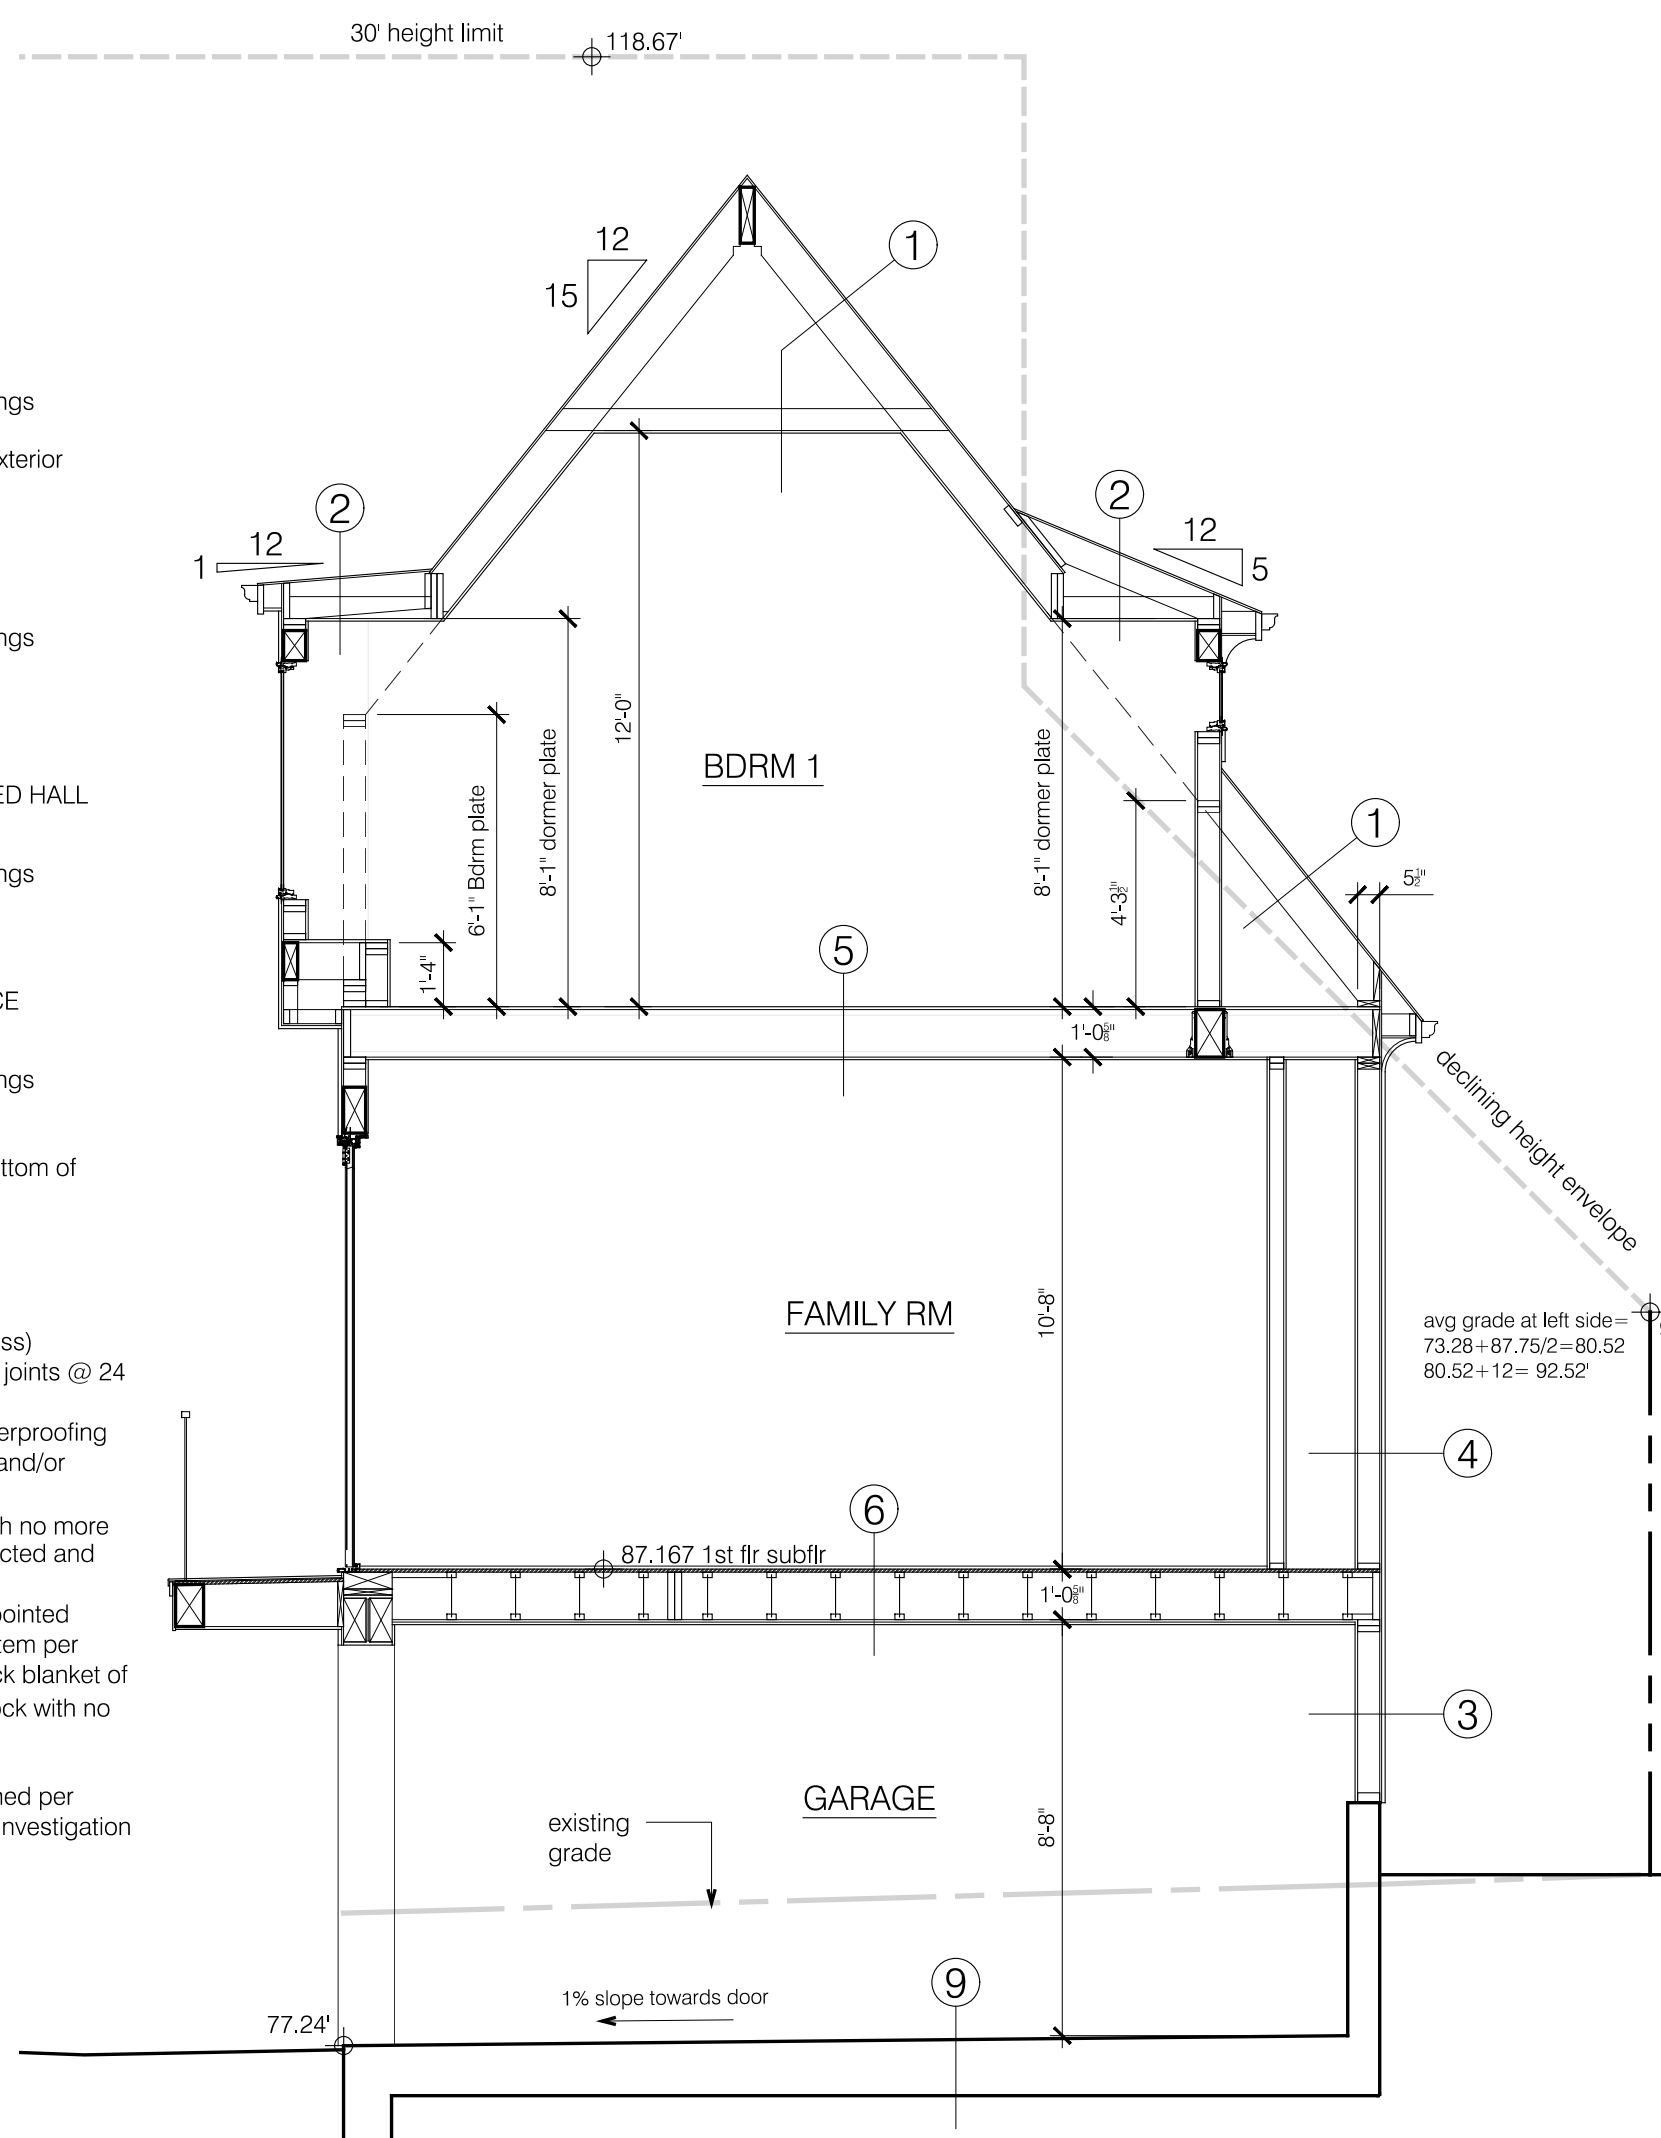 30' height limit
118.67'
12
15
1
ngs
xterior
2
2
12
1
12
5
ngs
ED HALL
BDRM 1
12'-0"
6'-1" Bdrm plate
8'-1" dormer plate
8'-1" dormer plate
4'-3½"
1
5½"
ngs
1'-4"
5
CE
1'-0⅝"
ngs
declining height envelope
ttom of
FAMILY RM
10'-8"
avg grade at left side=
73.28+87.75/2=80.52
80.52+12= 92.52'
ss)
joints @ 24
erproofing
and/or
4
6
h no more
cted and
87.167 1st flr subflr
1'-0⅝"
pointed
tem per
ck blanket of
ock with no
3
GARAGE
ned per
nvestigation
existing
grade
8'-8"
9
1% slope towards door
77.24'